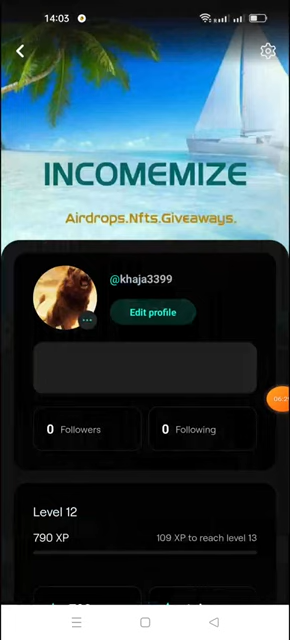 14:03
INCOMEMIZE
Airdrops.Nfts.Giveaways.
@khaja3399
Edit profile
0 Followers
0 Following
Level 12
790 XP
109 XP to reach level 13